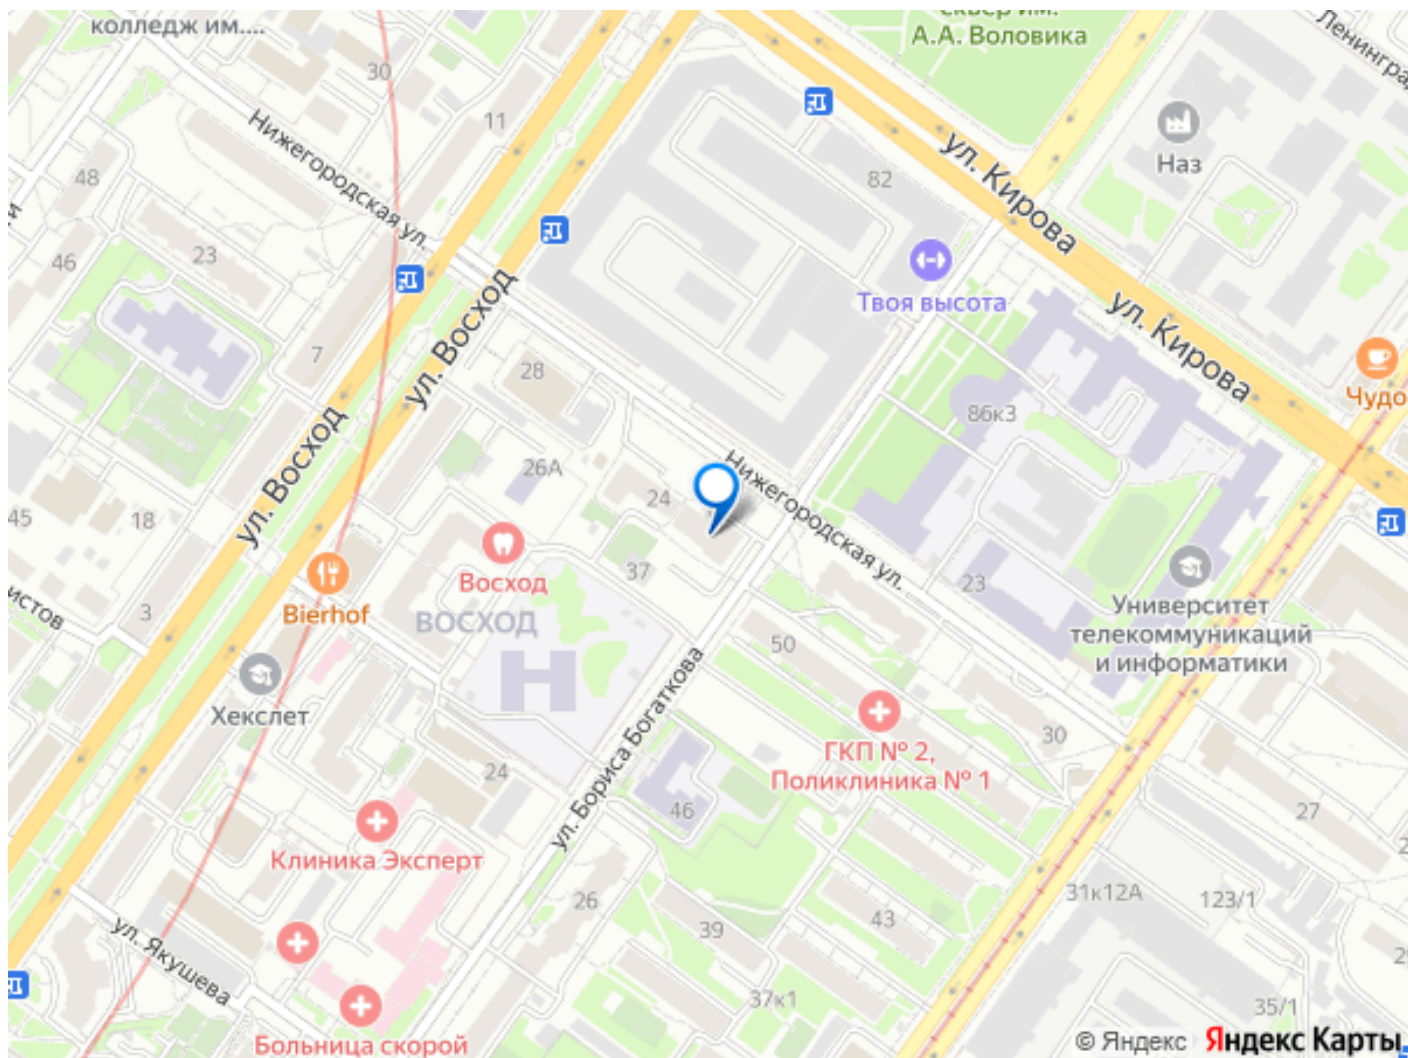 колледж им....
сквер им.
А.А. Воловика
30
11
48
Нижегородская ул.
82
Наз
ул. Кирова
46
23
Твоя высота
ул. Кирова
ул. Восход
7
28
Чудо
86к3
ул. Восход
26А
24
Нижегородская ул.
45
18
Восход
37
23
Bierhof
ВОСХОД
Университет
телекоммуникаций
и информатики
истов
3
50
Хекслет
ГКП № 2,
Поликлиника № 1
30
ул. Бориса Богаткова
24
46
27
Клиника Эксперт
26
39
43
31к12А
123/1
ул. Якушева
37к1
35/1
Больница скорой
© Яндекс Яндекс Карты